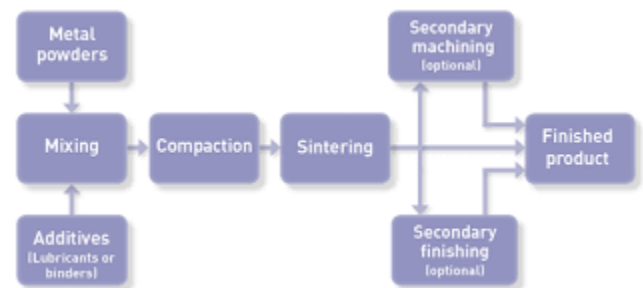 Metal
powders
Secondary
machining
(optional)
Mixing
Compaction
Sintering
Finished
product
Additives
(Lubricants or
binders)
Secondary
finishing
(optional)